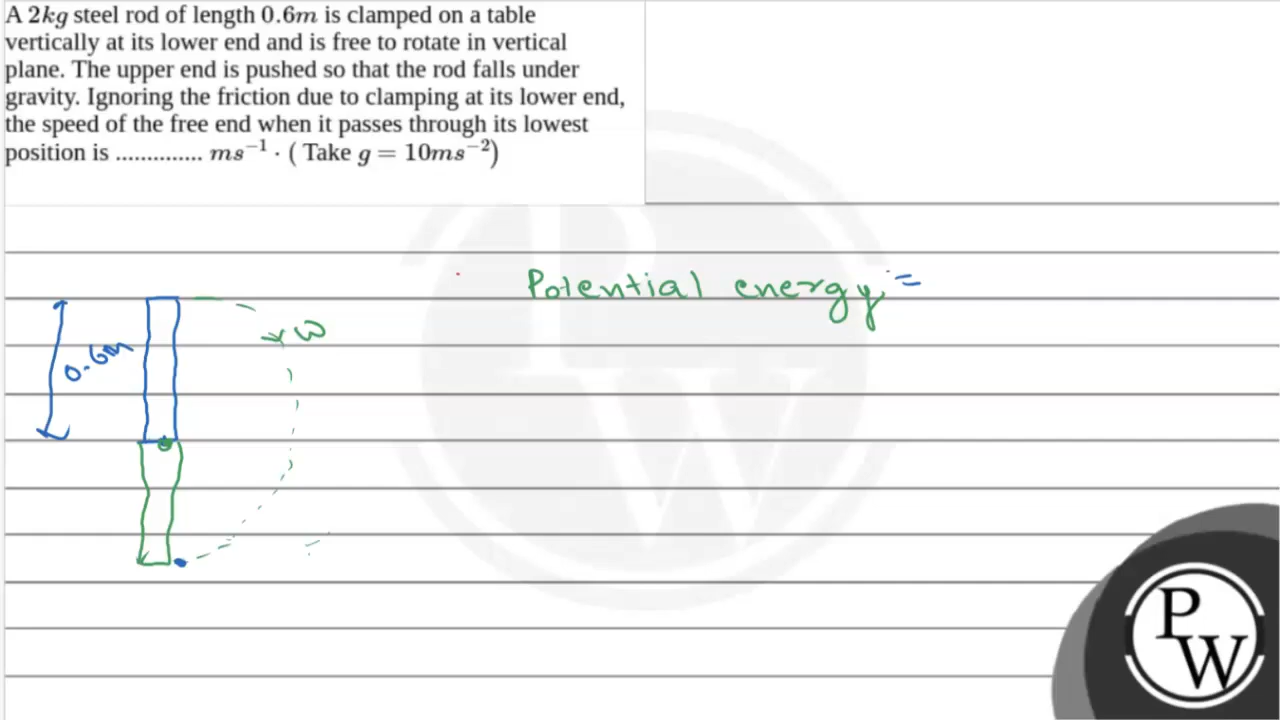 A 2kg steel rod of length 0.6m is clamped on a table
vertically at its lower end and is free to rotate in vertical
plane. The upper end is pushed so that the rod falls under
gravity. Ignoring the friction due to clamping at its lower end,
the speed of the free end when it passes through its lowest
position is .............. ms⁻¹ · ( Take g = 10ms⁻²)
Potential energy =
ω
0.6m
P
W
P
W